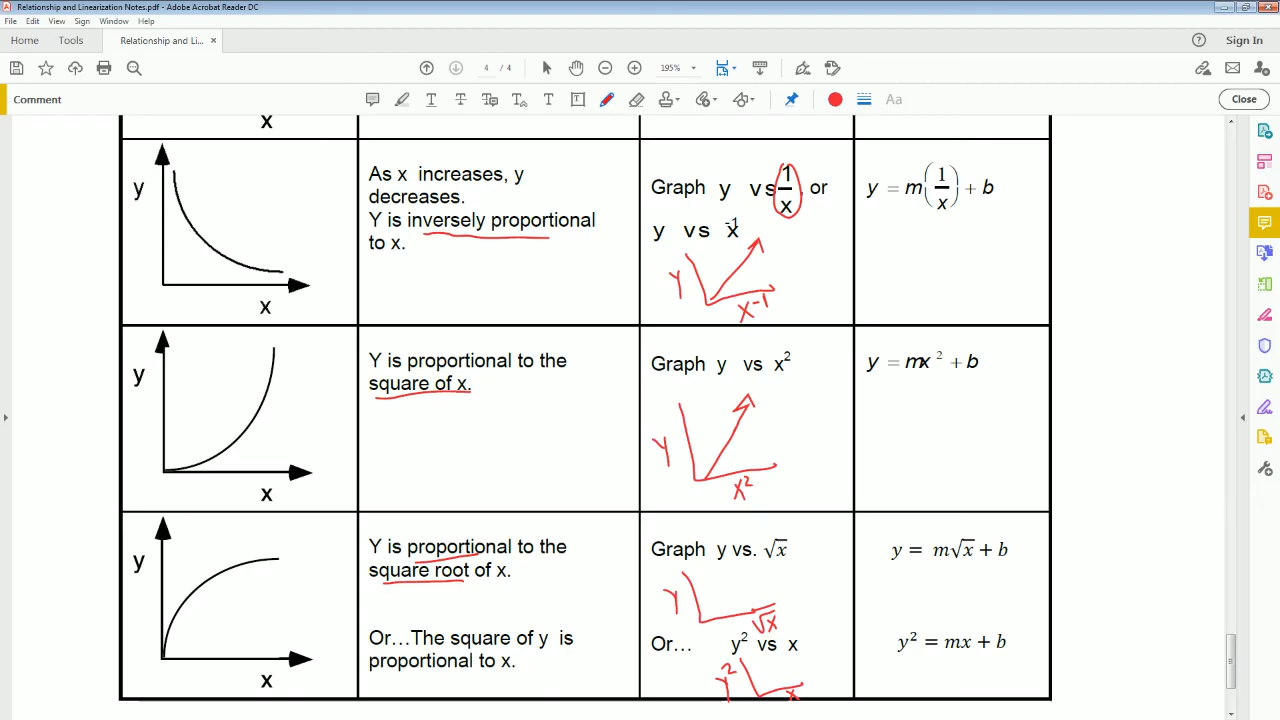 Relationship and Linearization Notes.pdf - Adobe Acrobat Reader DC
File Edit View Sign Window Help
Home Tools Relationship and Li... × Sign In
4 / 4 195%
Comment Aa Close
x
y
x
As x increases, y
decreases.
Y is inversely proportional
to x.
Graph y vs 1/x, or
y vs x⁻¹
Y
x⁻¹
y = m(1/x) + b
y
x
Y is proportional to the
square of x.
Graph y vs x²
Y
x²
y = mx² + b
y
x
Y is proportional to the
square root of x.
Or…The square of y is
proportional to x.
Graph y vs. √x
Y
√x
Or… y² vs x
Y²
x
y = m√x + b
y² = mx + b